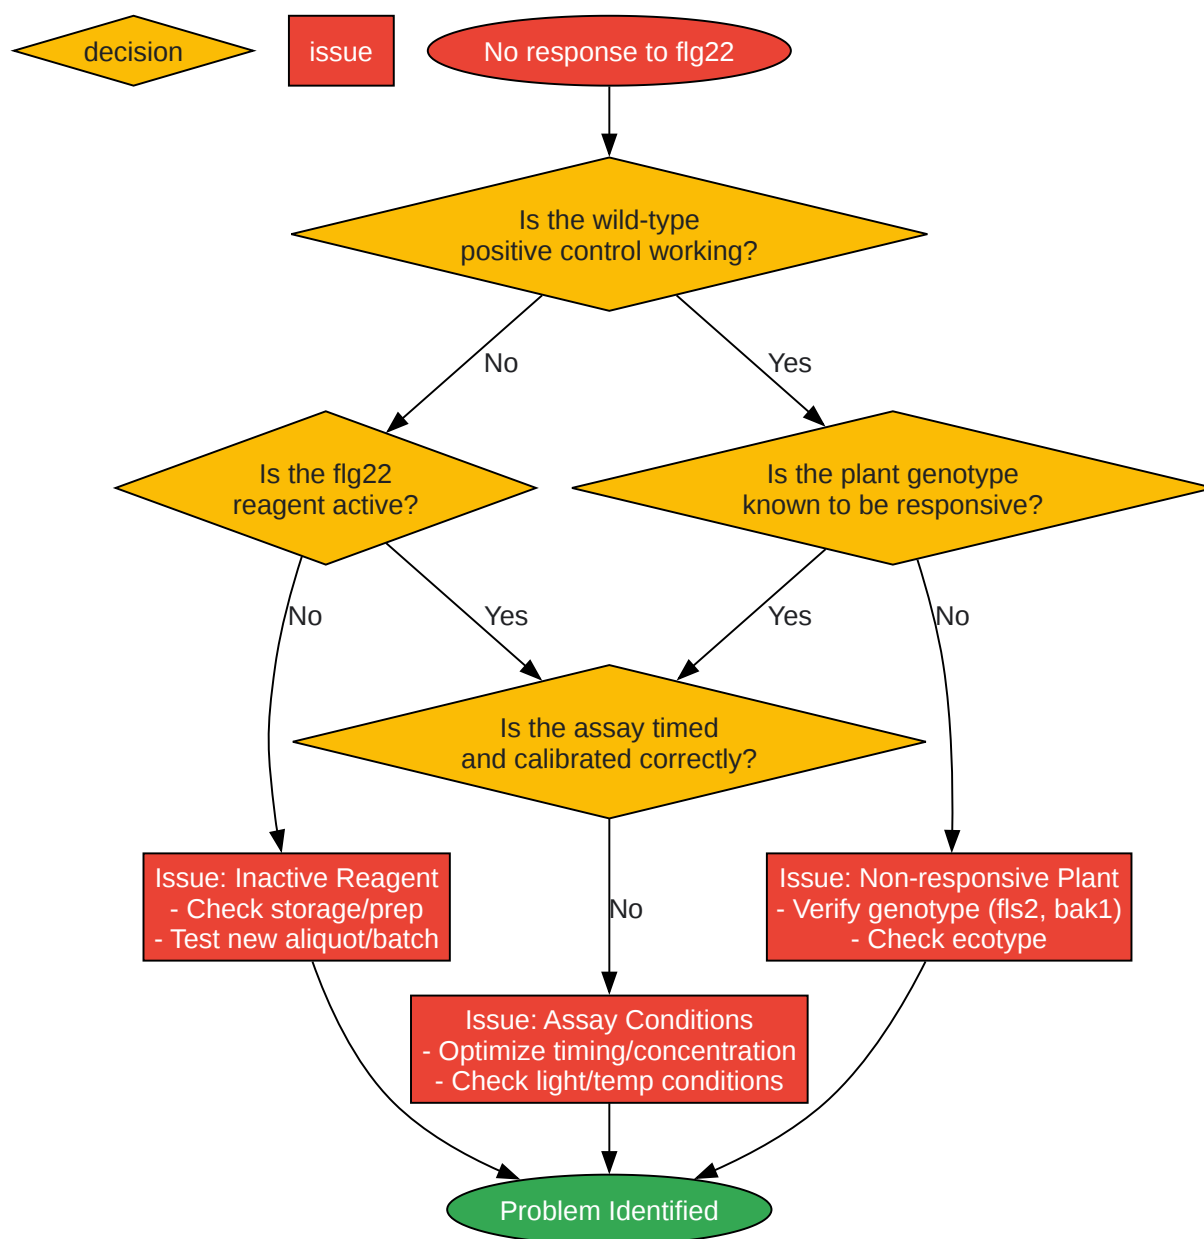 decision
issue
No response to flg22
Is the wild-type
positive control working?
No
Yes
Is the flg22
reagent active?
Is the plant genotype
known to be responsive?
No
Yes
Yes
No
Is the assay timed
and calibrated correctly?
Issue: Inactive Reagent
- Check storage/prep
- Test new aliquot/batch
No
Issue: Non-responsive Plant
- Verify genotype (fls2, bak1)
- Check ecotype
Issue: Assay Conditions
- Optimize timing/concentration
- Check light/temp conditions
Problem Identified